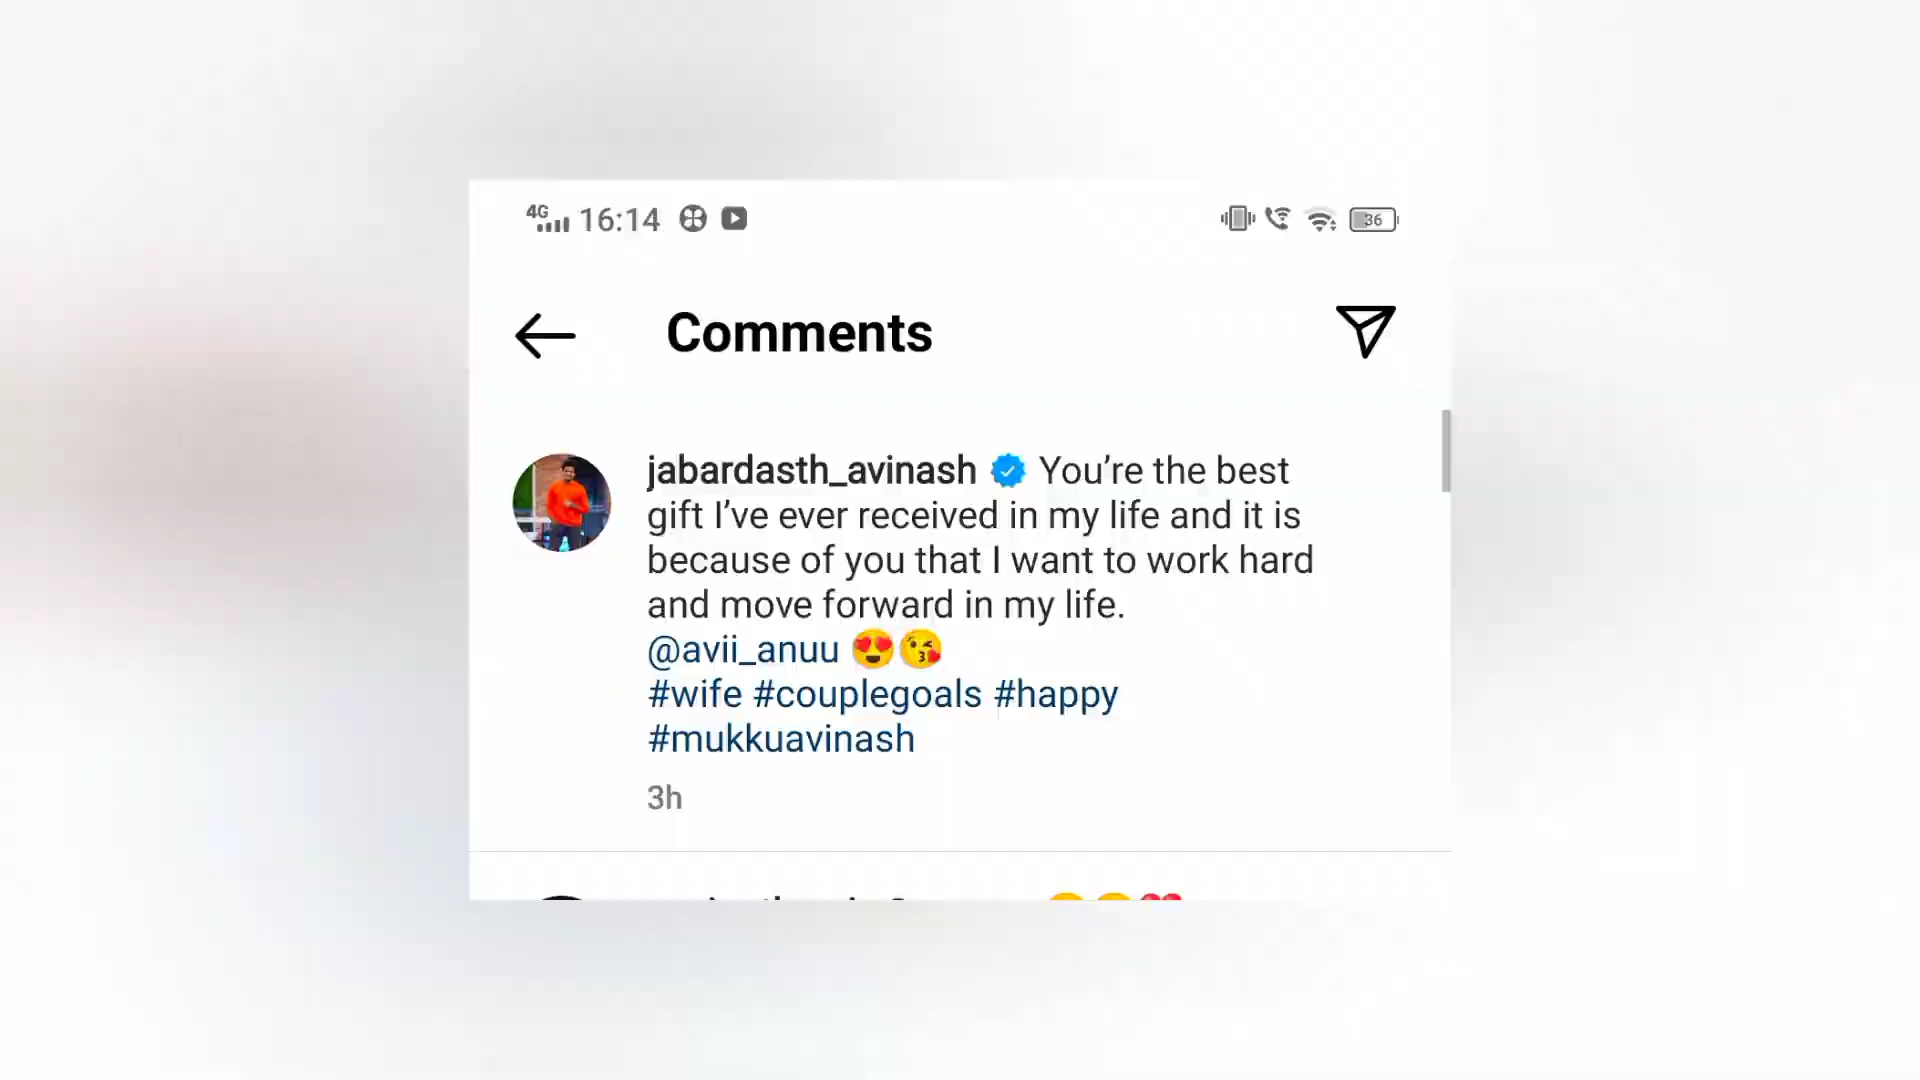 4G 16:14 36
Comments
jabardasth_avinash You’re the best
gift I’ve ever received in my life and it is
because of you that I want to work hard
and move forward in my life.
@avii_anuu 😍😘
#wife #couplegoals #happy
#mukkuavinash
3h